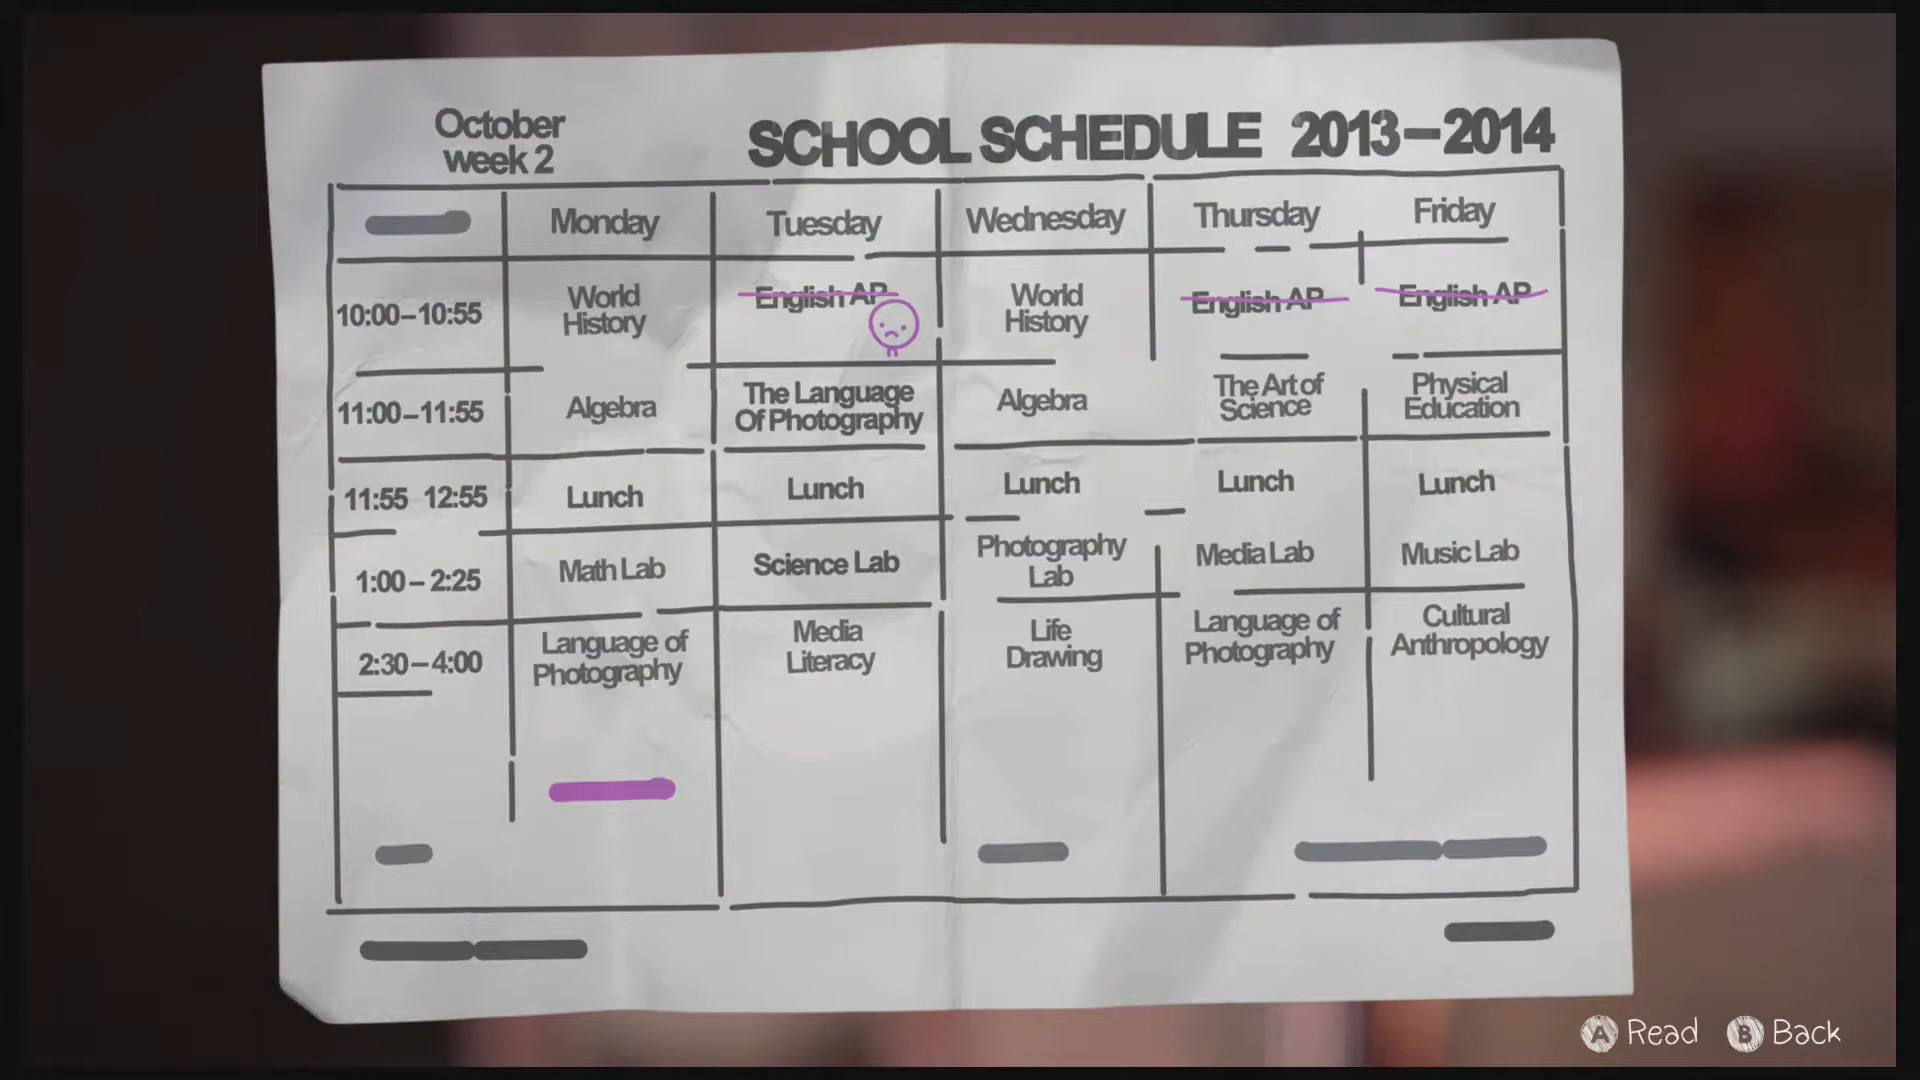 October
week 2
SCHOOL SCHEDULE 2013-2014
Monday Tuesday Wednesday Thursday Friday
10:00-10:55 World History English AP World History English AP English AP
11:00-11:55 Algebra The Language Of Photography Algebra The Art of Science Physical Education
11:55 12:55 Lunch Lunch Lunch Lunch Lunch
1:00-2:25 Math Lab Science Lab Photography Lab Media Lab Music Lab
2:30-4:00 Language of Photography Media Literacy Life Drawing Language of Photography Cultural Anthropology
A Read B Back